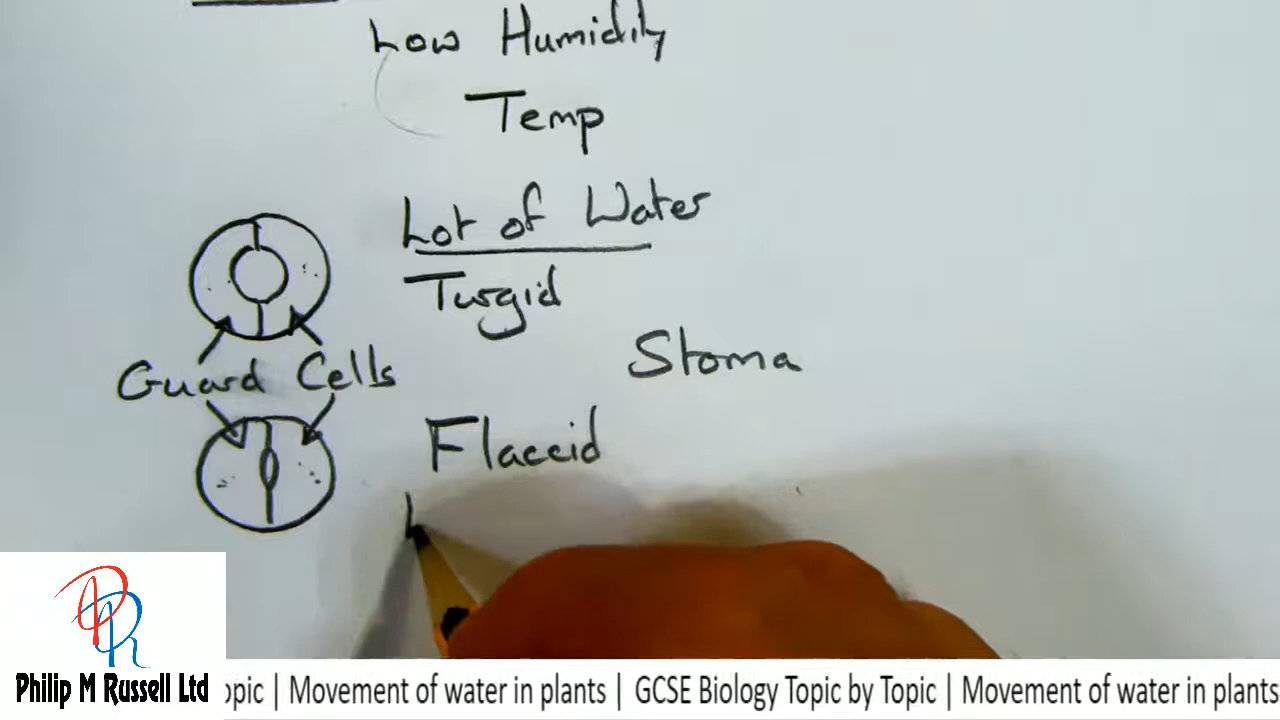 Low Humidity
Temp
Lot of Water
Turgid
Stoma
Guard Cells
Flaccid
Philip M Russell Ltd
opic | Movement of water in plants | GCSE Biology Topic by Topic | Movement of water in plants